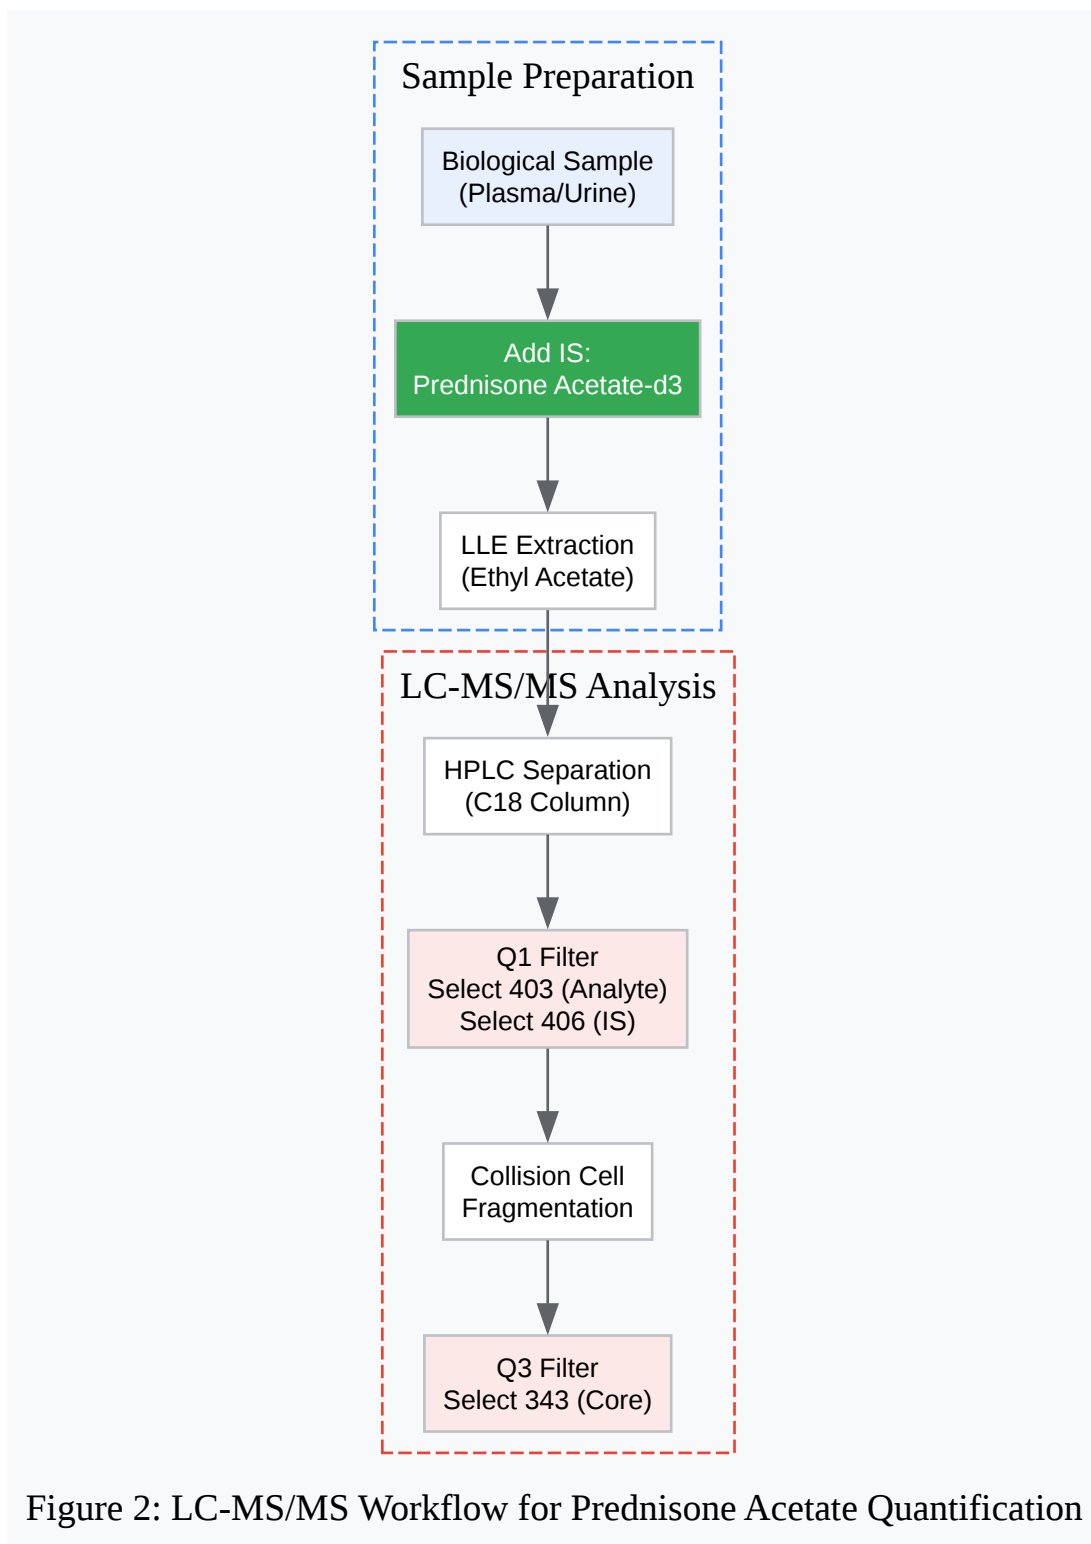 Sample Preparation
Biological Sample
(Plasma/Urine)
Add IS:
Prednisone Acetate-d3
LLE Extraction
(Ethyl Acetate)
LC-MS/MS Analysis
HPLC Separation
(C18 Column)
Q1 Filter
Select 403 (Analyte)
Select 406 (IS)
Collision Cell
Fragmentation
Q3 Filter
Select 343 (Core)
Figure 2: LC-MS/MS Workflow for Prednisone Acetate Quantification